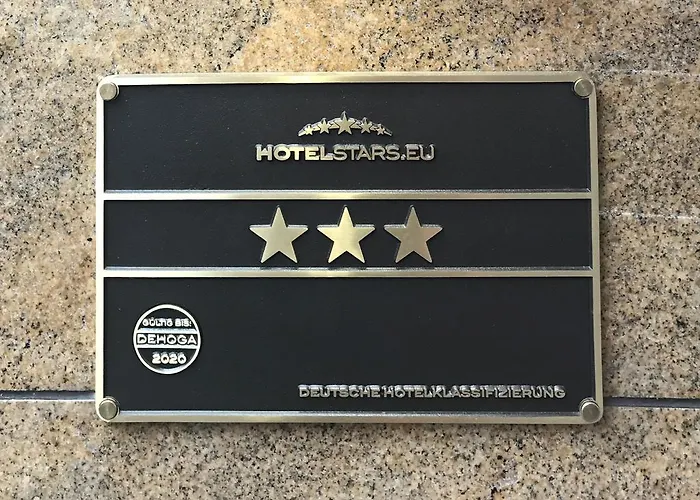 HOTELSTARS.EU
GÜLTIG BIS:
DEHOGA
2020
DEUTSCHE HOTELKLASSIFIZIERUNG